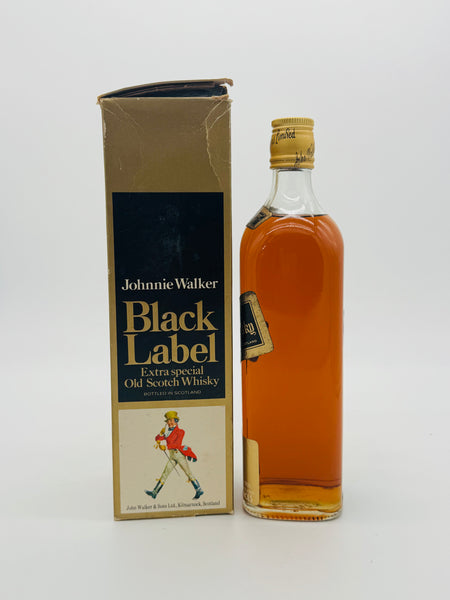 Johnnie Walker
Black
Label
Extra special
Old Scotch Whisky
BOTTLED IN SCOTLAND
John Walker & Sons Ltd., Kilmarnock, Scotland